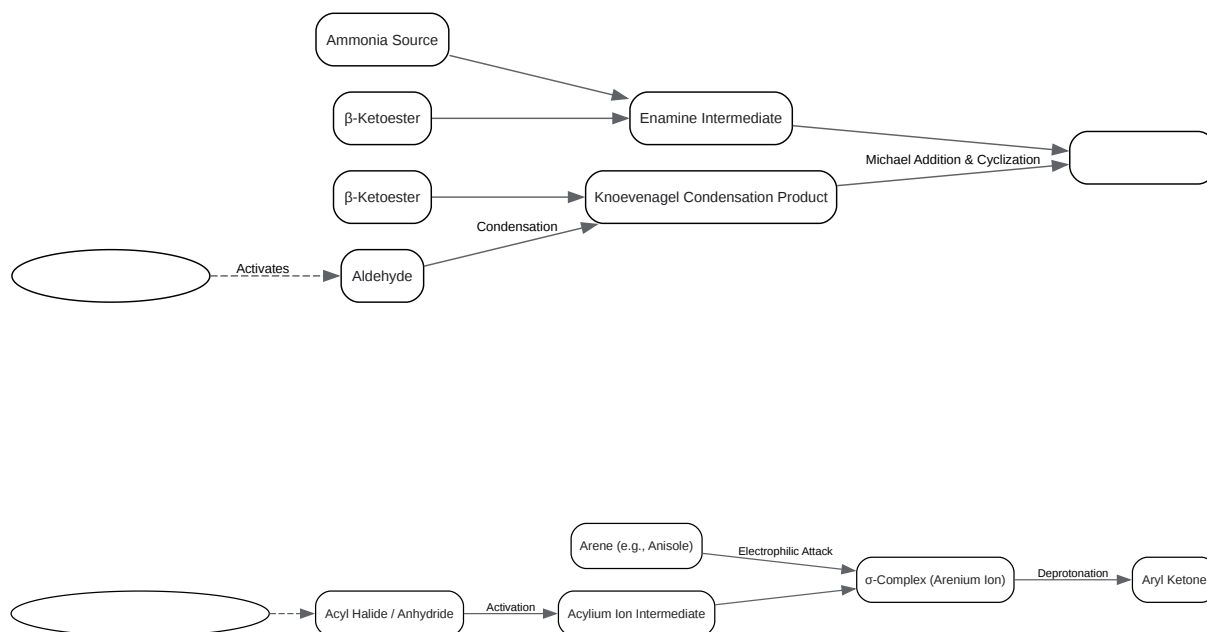 Ammonia Source
β-Ketoester
Enamine Intermediate
Michael Addition & Cyclization
β-Ketoester
Knoevenagel Condensation Product
Condensation
Activates
Aldehyde
Arene (e.g., Anisole)
Electrophilic Attack
σ-Complex (Arenium Ion)
Deprotonation
Aryl Ketone
Acyl Halide / Anhydride
Activation
Acylium Ion Intermediate